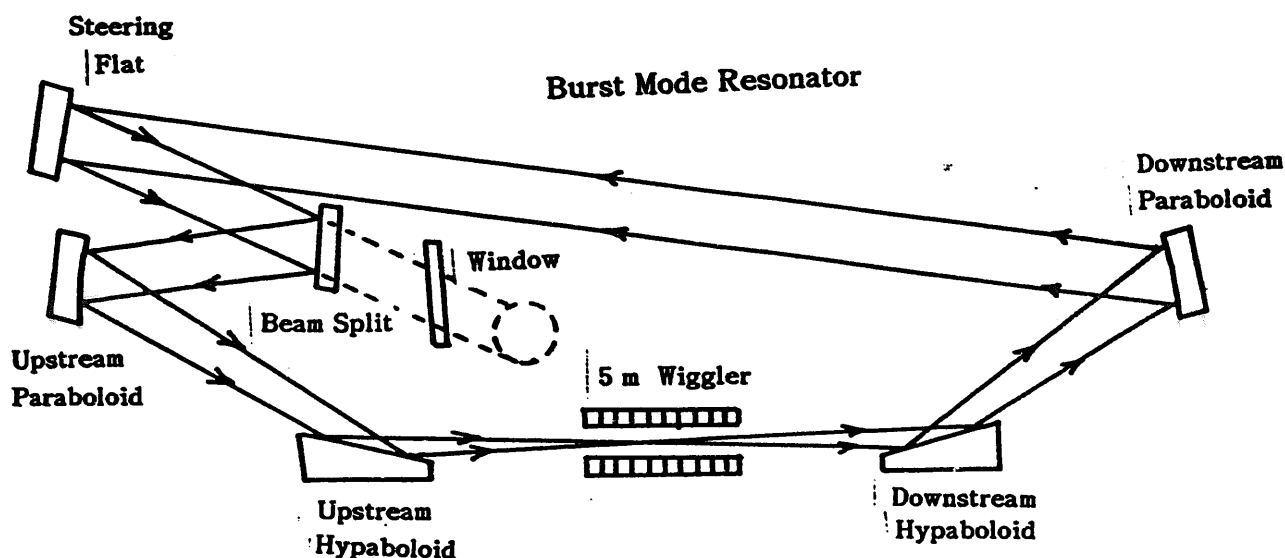 Steering
Flat
Burst Mode Resonator
Downstream
Paraboloid
Window
Beam Split
Upstream
Paraboloid
5 m Wiggler
Upstream
Hypaboloid
Downstream
Hypaboloid